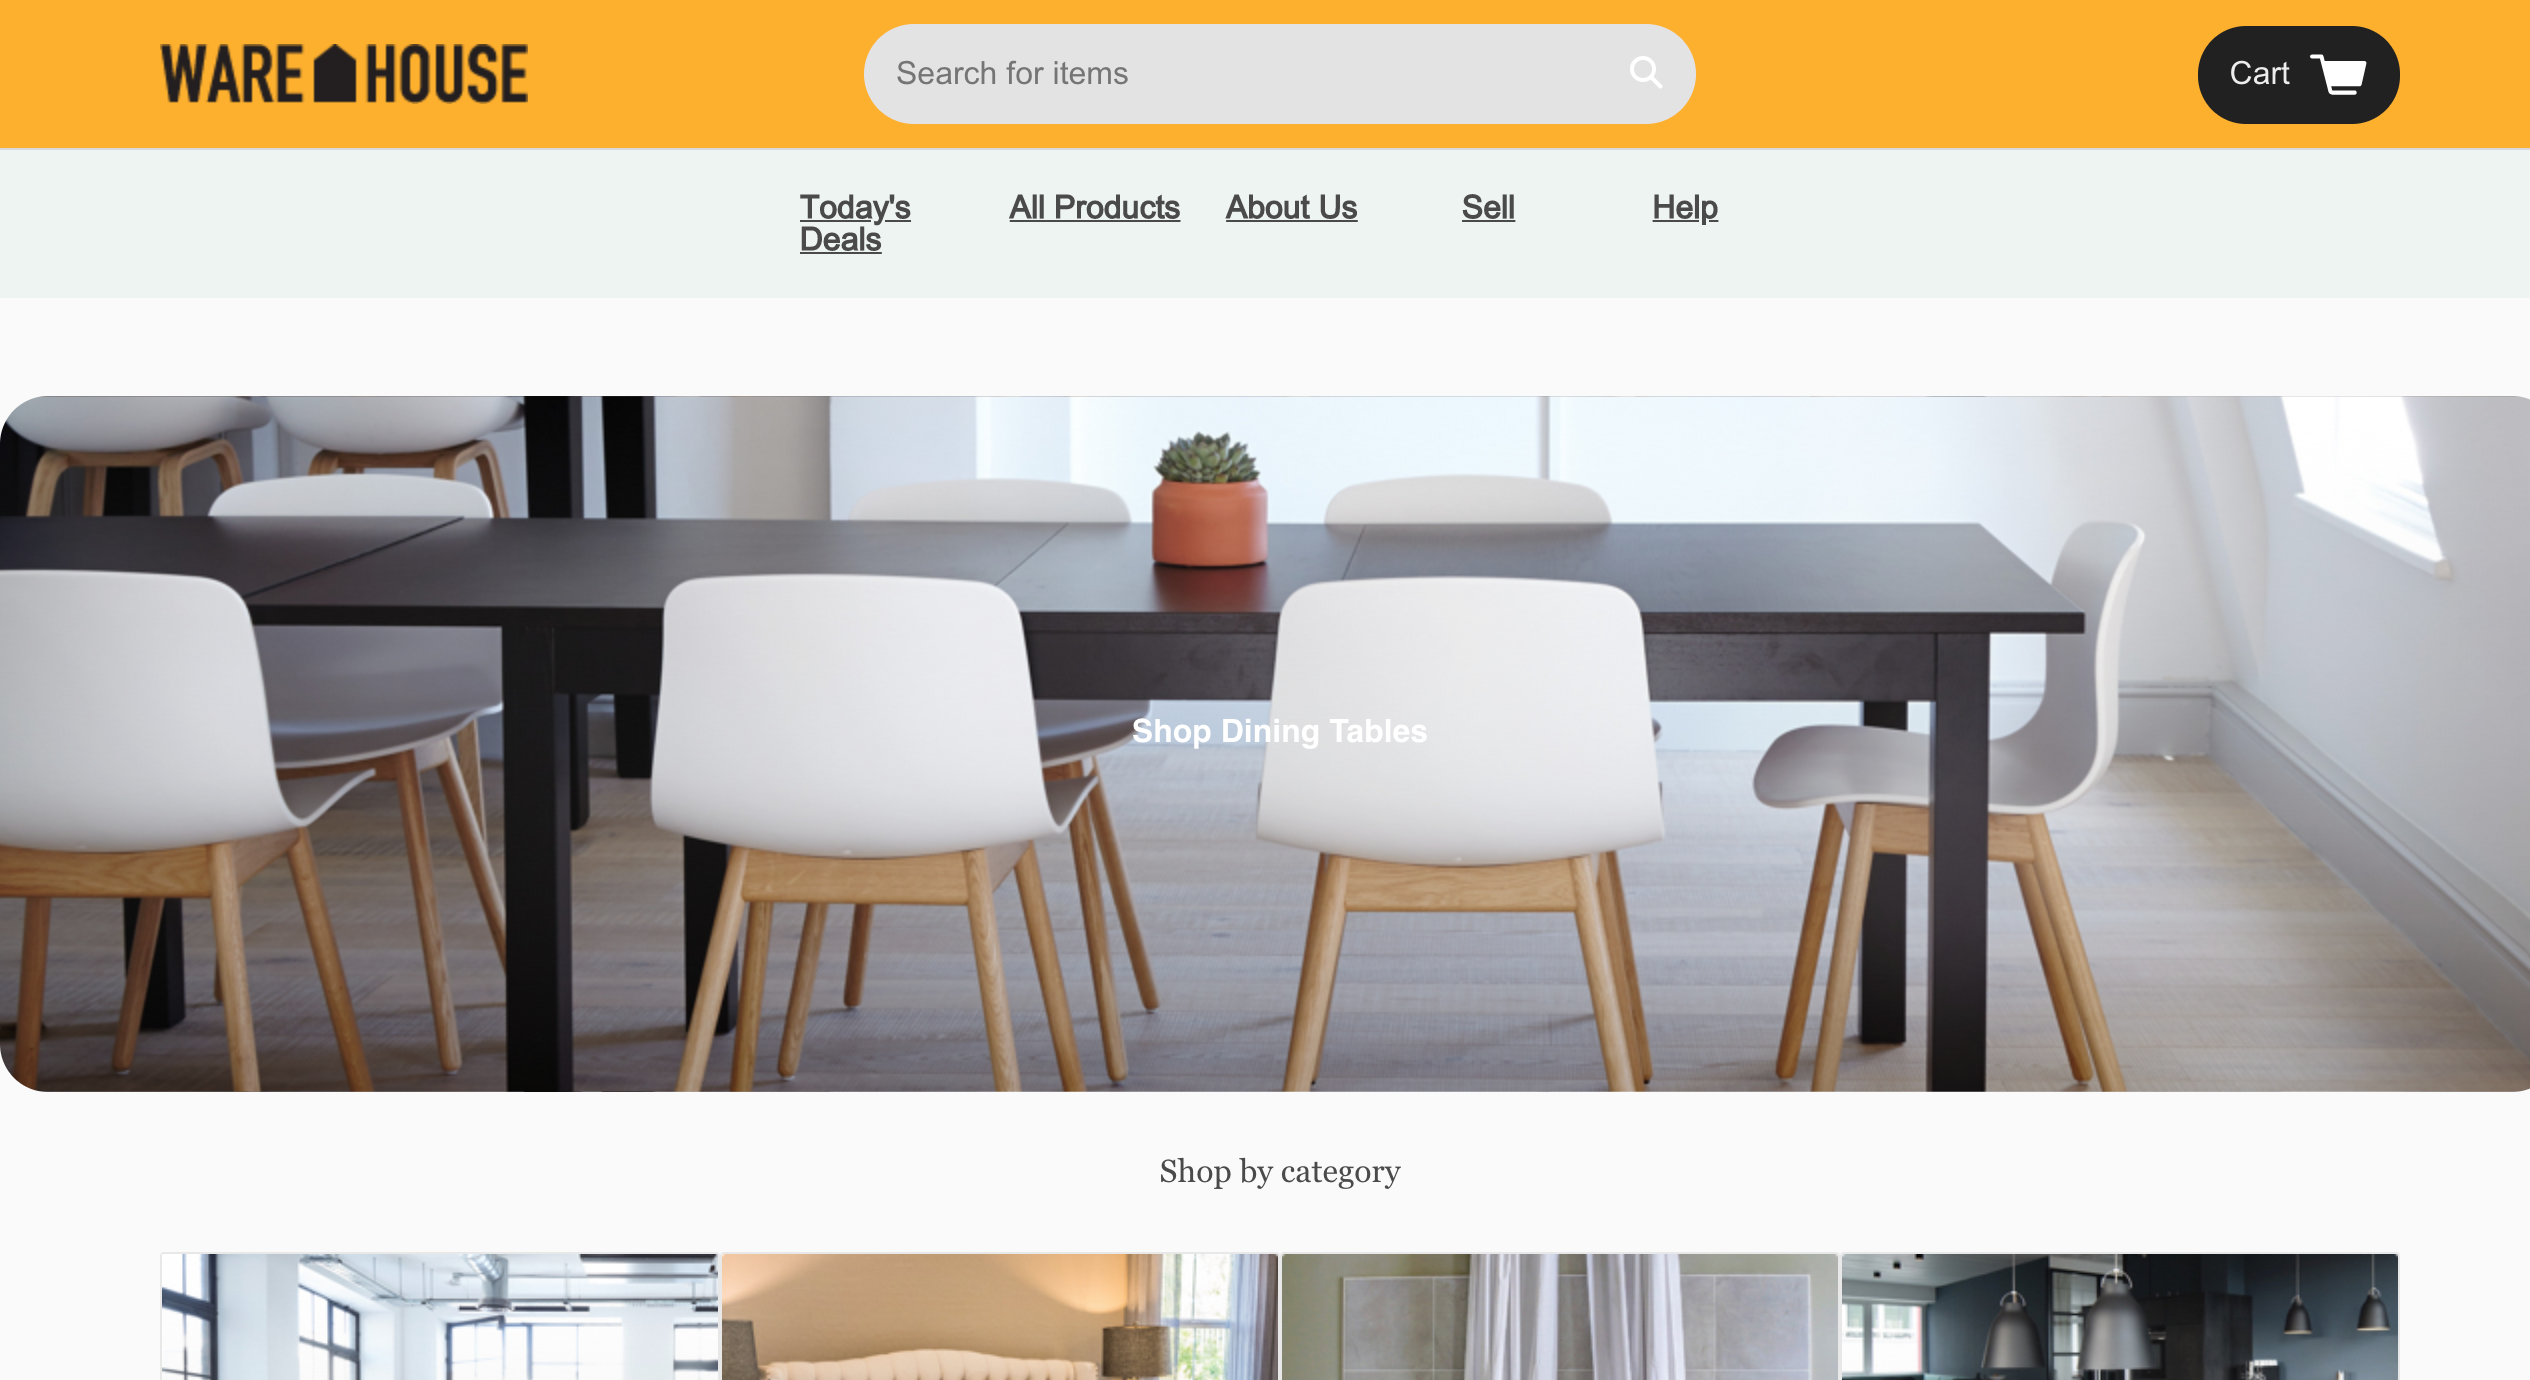 WARE HOUSE
Search for items
Cart
Today's
Deals
All Products
About Us
Sell
Help
Shop Dining Tables
Shop by category